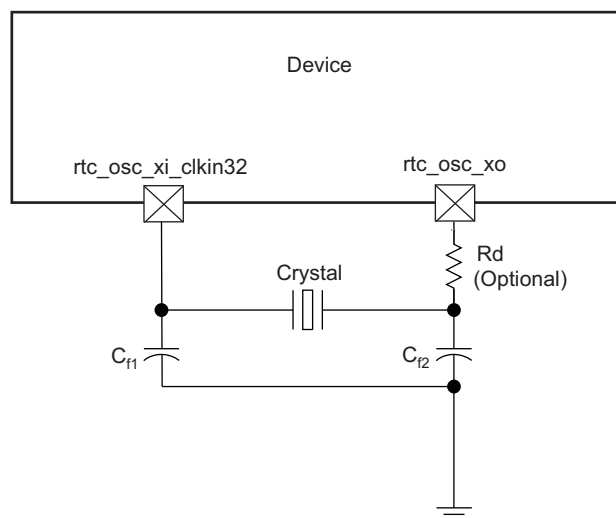 Device
rtc_osc_xi_clkin32
rtc_osc_xo
Rd
(Optional)
Crystal
Cf1
Cf2